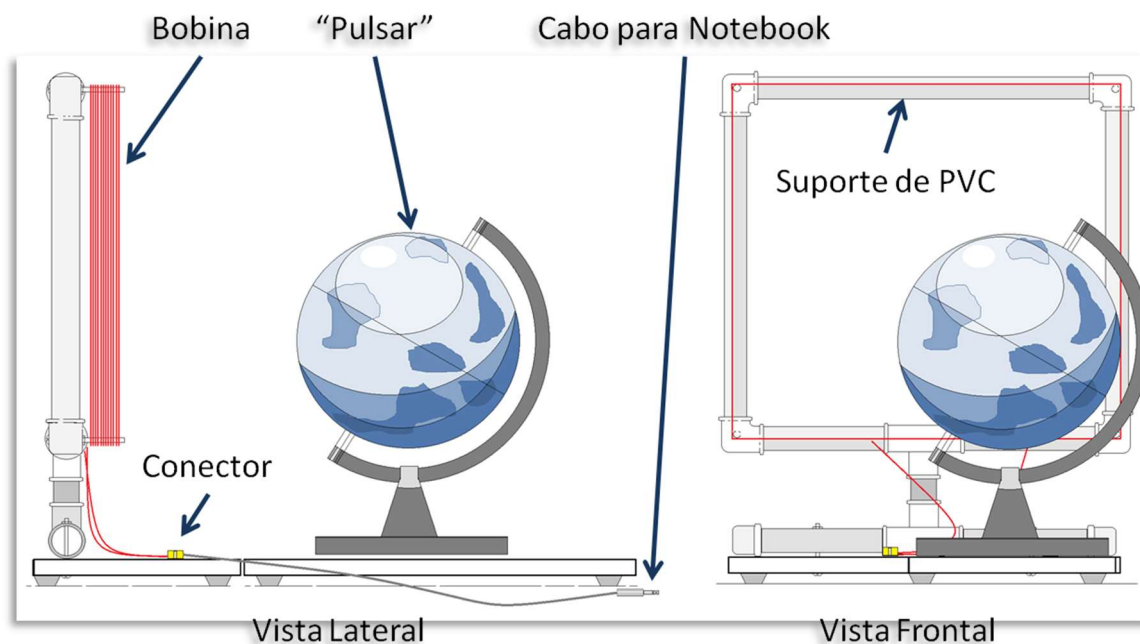 Bobina
“Pulsar”
Cabo para Notebook
Suporte de PVC
Conector
Vista Lateral
Vista Frontal